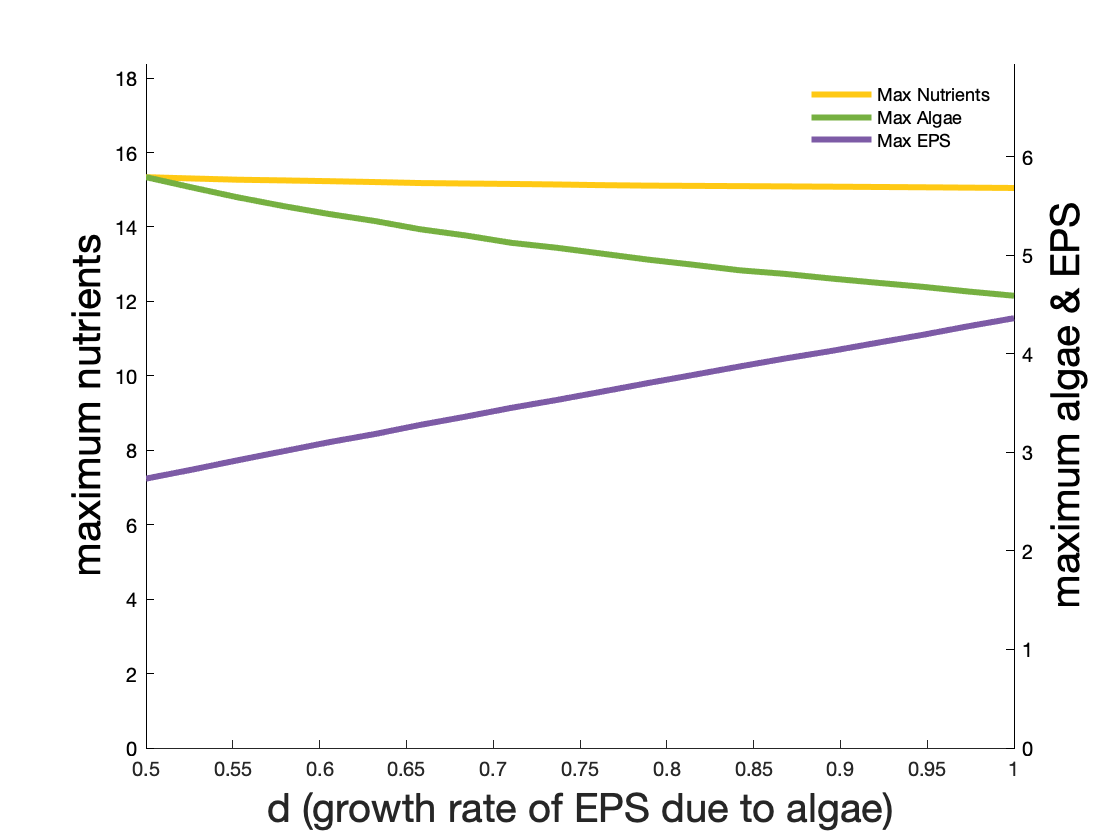 18
16
14
12
10
8
6
4
2
0
maximum nutrients
Max Nutrients
Max Algae
Max EPS
6
5
4
3
2
1
0
maximum algae & EPS
0.5 0.55 0.6 0.65 0.7 0.75 0.8 0.85 0.9 0.95 1
d (growth rate of EPS due to algae)